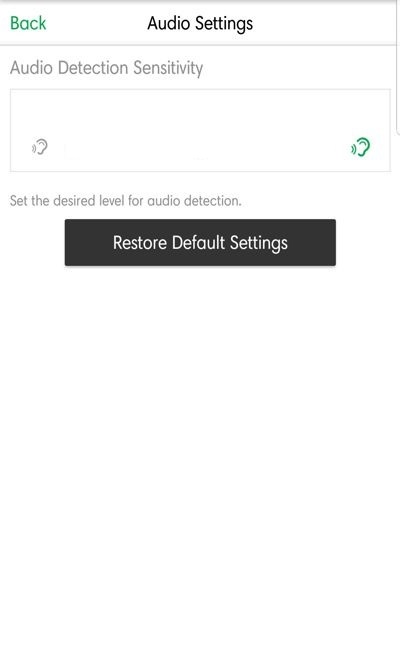 Back
Audio Settings
Audio Detection Sensitivity
Set the desired level for audio detection.
Restore Default Settings